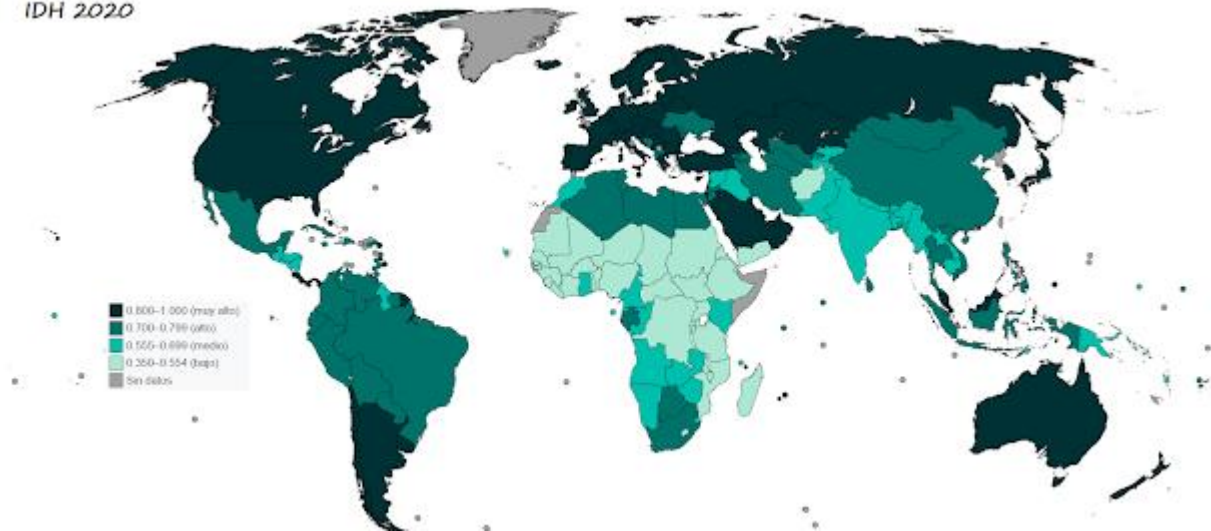 IDH 2020
0.800–1.000 (muy alto)
0.700–0.799 (alto)
0.555–0.699 (medio)
0.350–0.554 (bajo)
Sin datos